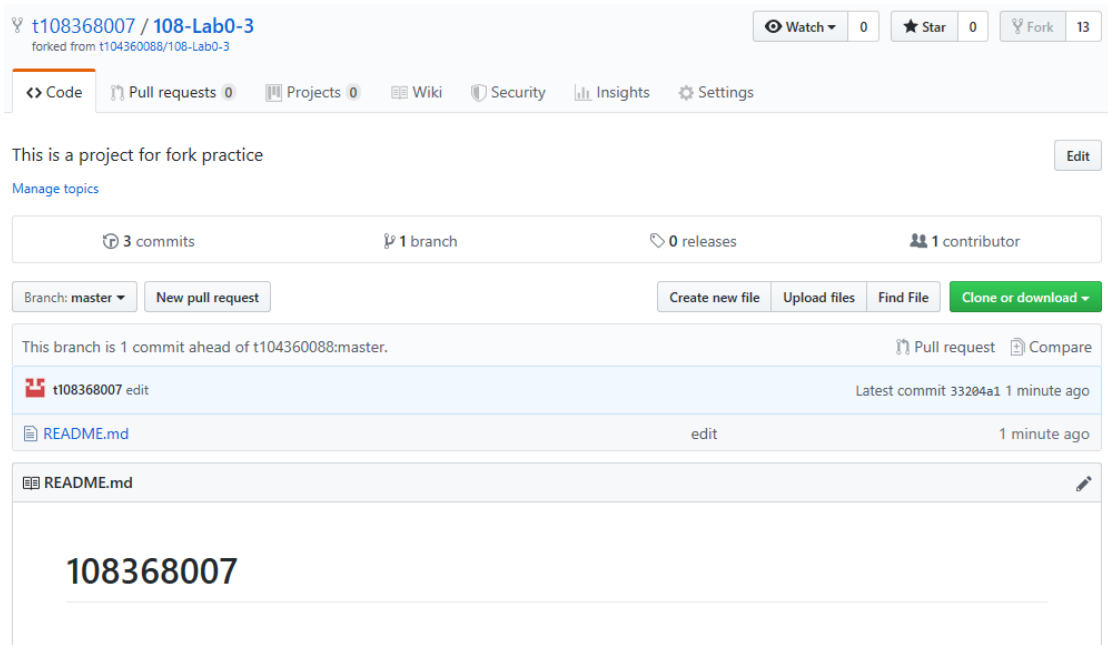 t108368007 / 108-Lab0-3
forked from t104360088/108-Lab0-3
Watch 0 Star 0 Fork 13
Code Pull requests 0 Projects 0 Wiki Security Insights Settings
This is a project for fork practice
Edit
Manage topics
3 commits 1 branch 0 releases 1 contributor
Branch: master New pull request Create new file Upload files Find File Clone or download
This branch is 1 commit ahead of t104360088:master. Pull request Compare
t108368007 edit Latest commit 33204a1 1 minute ago
README.md edit 1 minute ago
README.md
108368007